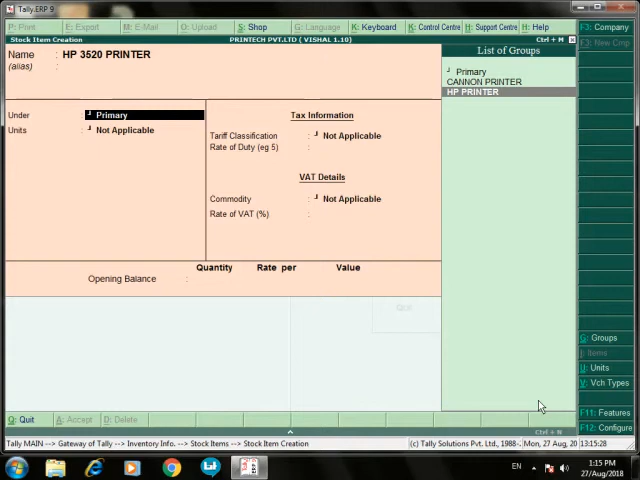 Tally.ERP 9
P: Print
E: Export
M: E-Mail
O: Upload
S: Shop
G: Language
K: Keyboard
K: Control Centre
H: Support Centre
H: Help
F3: Company
Stock Item Creation
PRINTECH PVT.LTD ( VISHAL 1.10)
Ctrl + M
F3: New Cmp
Name : HP 3520 PRINTER
(alias) :
List of Groups
Primary
CANNON PRINTER
HP PRINTER
Under : Primary
Units : Not Applicable
Tax Information
Tariff Classification : Not Applicable
Rate of Duty (eg 5) :
VAT Details
Commodity : Not Applicable
Rate of VAT (%) :
Quantity Rate per Value
Opening Balance :
Quit
G: Groups
I: Items
U: Units
V: Vch Types
F11: Features
F12: Configure
Q: Quit
A: Accept
D: Delete
Ctrl + N
Tally MAIN --> Gateway of Tally --> Inventory Info. --> Stock Items --> Stock Item Creation
(c) Tally Solutions Pvt. Ltd., 1988-
Mon, 27 Aug, 20
13:15:28
EN
1:15 PM
27/Aug/2018